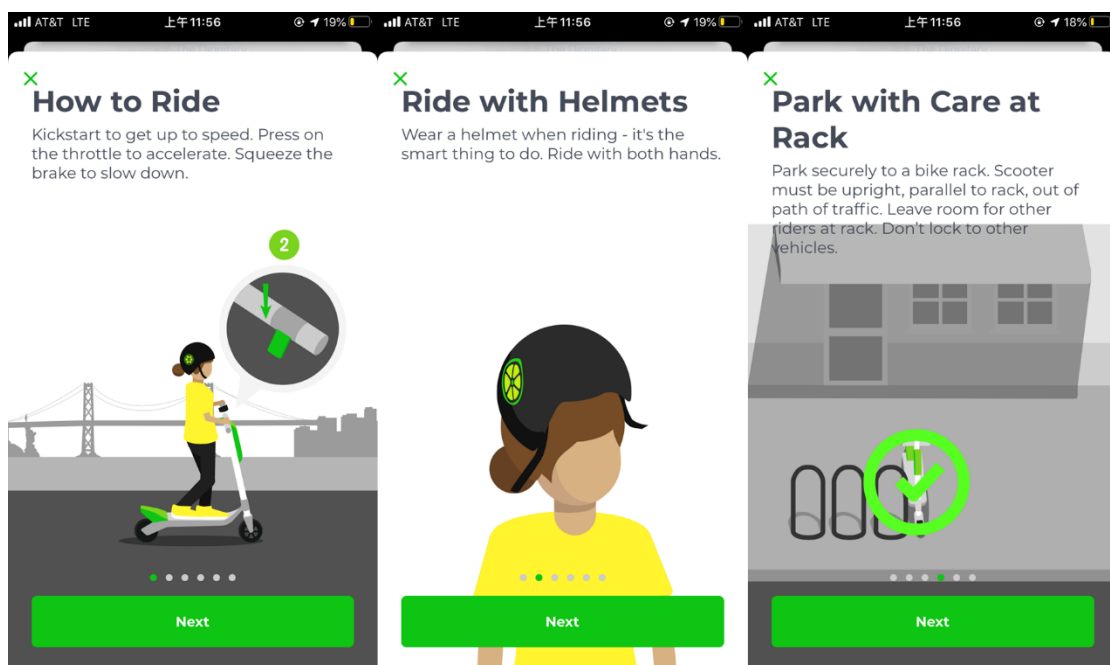 AT&T LTE
上午11:56
19%
How to Ride
Kickstart to get up to speed. Press on
the throttle to accelerate. Squeeze the
brake to slow down.
2
Next
AT&T LTE
上午11:56
19%
Ride with Helmets
Wear a helmet when riding - it's the
smart thing to do. Ride with both hands.
Next
AT&T LTE
上午11:56
18%
Park with Care at
Rack
Park securely to a bike rack. Scooter
must be upright, parallel to rack, out of
path of traffic. Leave room for other
riders at rack. Don't lock to other
vehicles.
Next